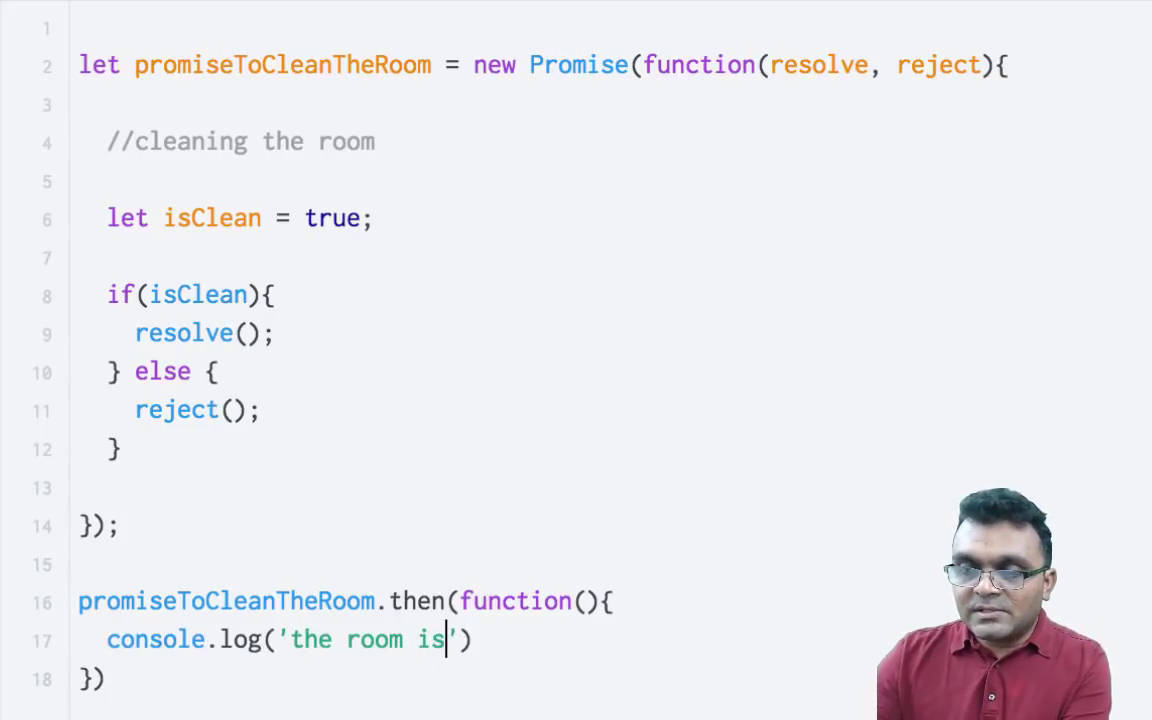 1
2 let promiseToCleanTheRoom = new Promise(function(resolve, reject){
3
4 //cleaning the room
5
6 let isClean = true;
7
8 if(isClean){
9 resolve();
10 } else {
11 reject();
12 }
13
14 });
15
16 promiseToCleanTheRoom.then(function(){
17 console.log('the room is')
18 })